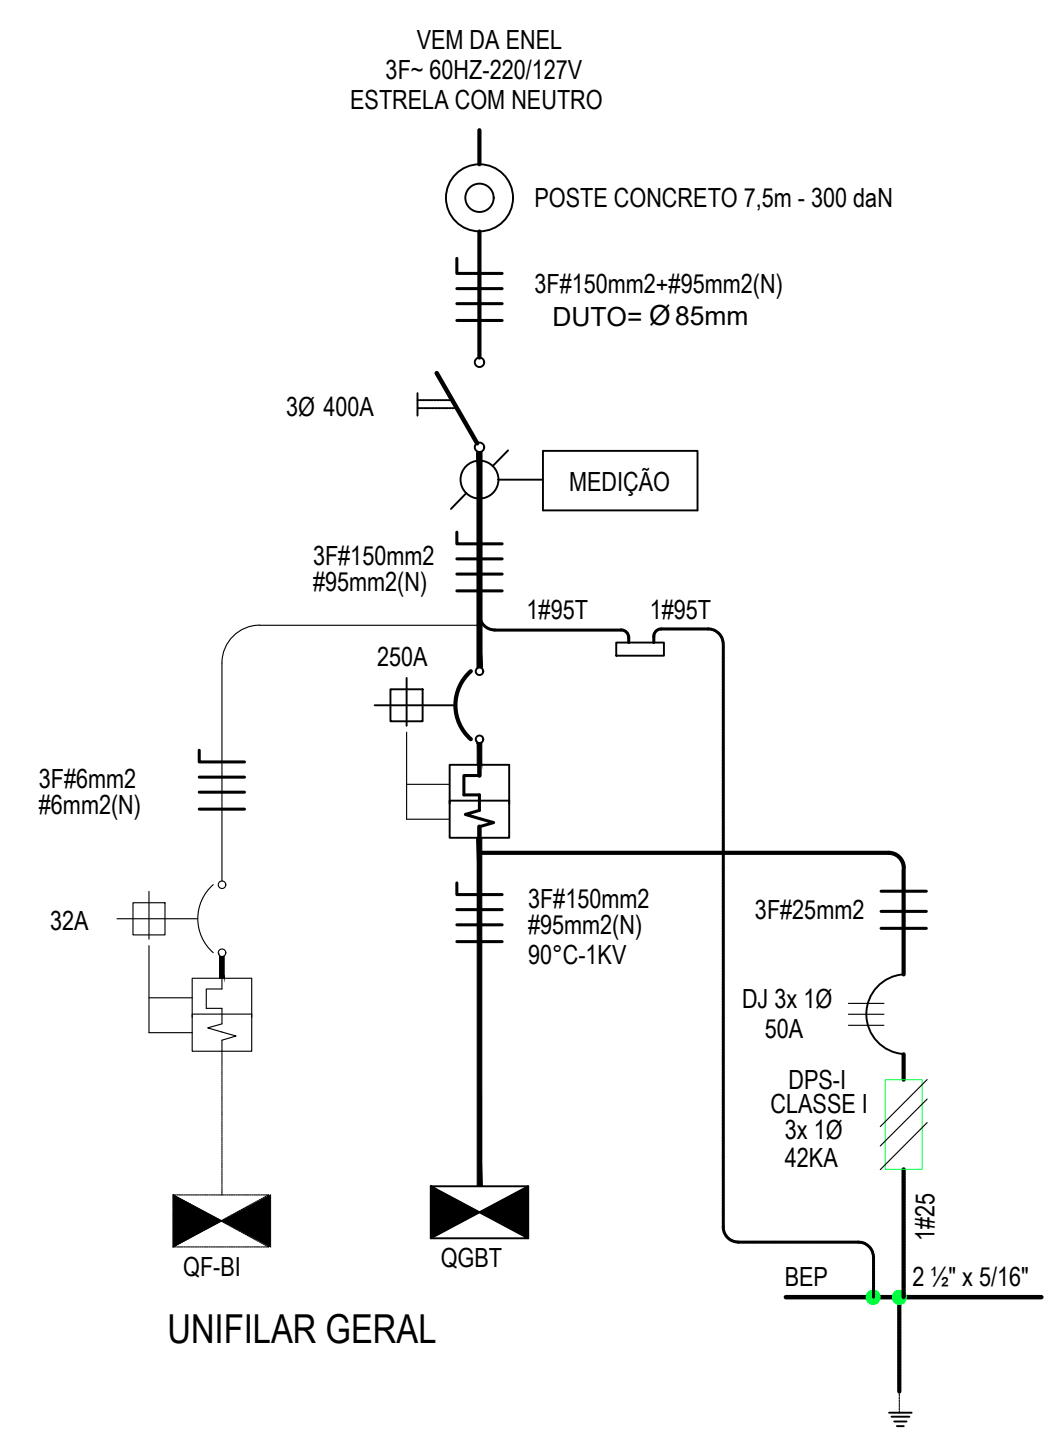 VEM DA ENEL
3F~ 60HZ-220/127V
ESTRELA COM NEUTRO
POSTE CONCRETO 7,5m - 300 daN
3F#150mm2+#95mm2(N)
DUTO= Ø 85mm
3Ø 400A
MEDIÇÃO
3F#150mm2
#95mm2(N)
1#95T
1#95T
250A
3F#6mm2
#6mm2(N)
3F#150mm2
#95mm2(N)
90°C-1KV
3F#25mm2
32A
DJ 3x 1Ø
50A
DPS-I
CLASSE I
3x 1Ø
42KA
1#25
QF-BI
QGBT
BEP
2 ½" x 5/16"
UNIFILAR GERAL